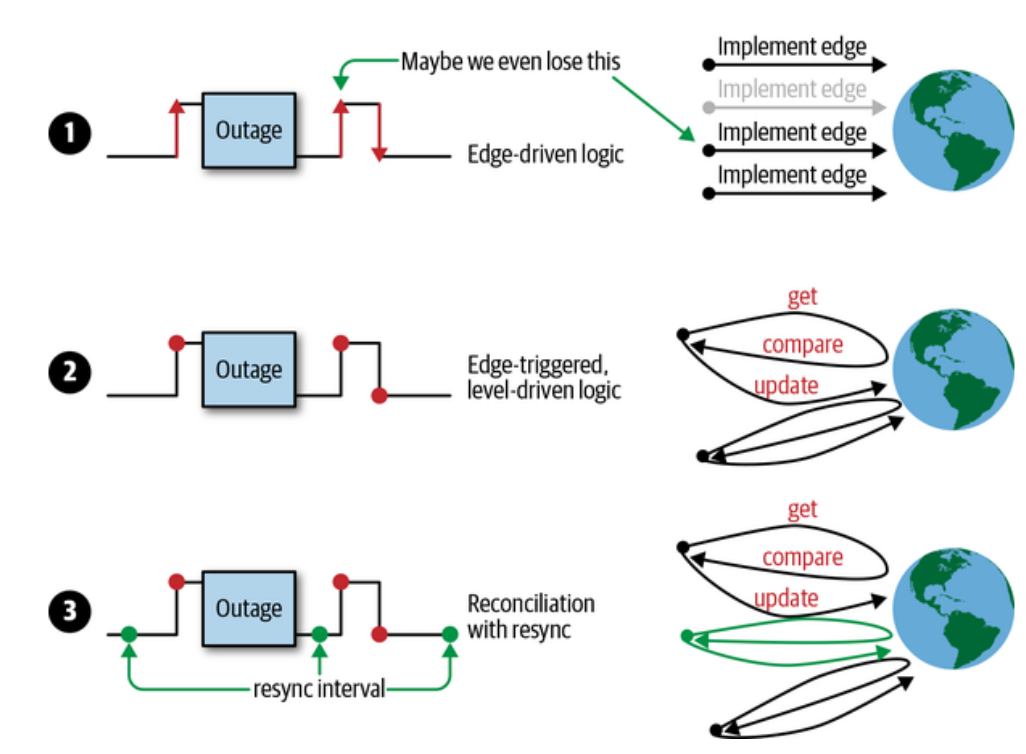 Maybe we even lose this
1
Outage
Edge-driven logic
Implement edge
Implement edge
Implement edge
Implement edge
2
Outage
Edge-triggered,
level-driven logic
get
compare
update
3
Outage
Reconciliation
with resync
resync interval
get
compare
update